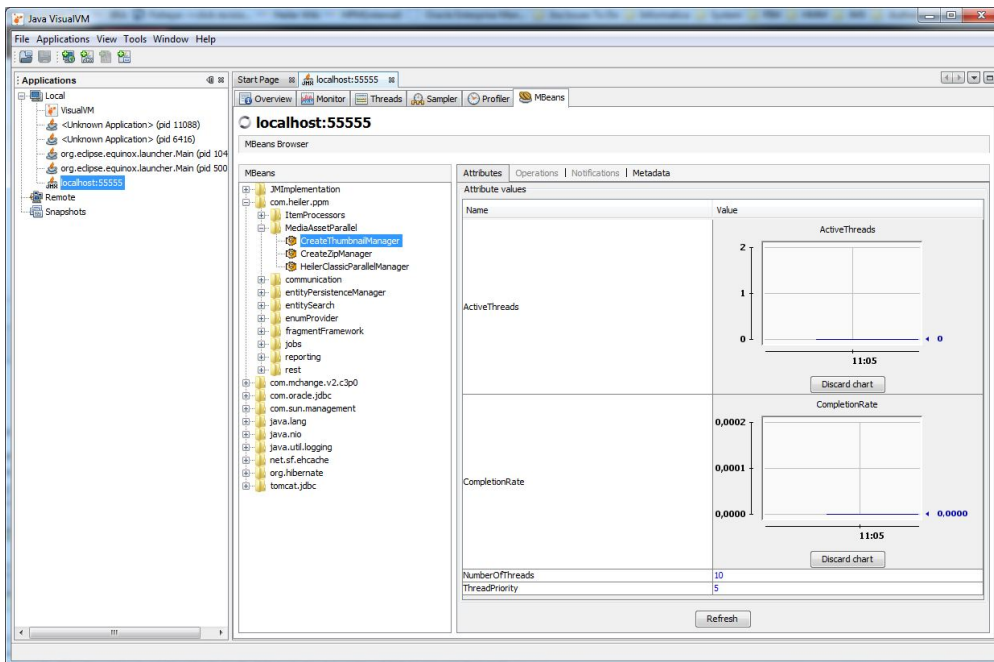 Java VisualVM
File Applications View Tools Window Help
Applications
Local
VisualVM
<Unknown Application> (pid 11088)
<Unknown Application> (pid 6416)
org.eclipse.equinox.launcher.Main (pid 104
org.eclipse.equinox.launcher.Main (pid 500
localhost:55555
Remote
Snapshots
Start Page localhost:55555
Overview Monitor Threads Sampler Profiler MBeans
localhost:55555
MBeans Browser
MBeans
JMImplementation
com.heiler.ppm
ItemProcessors
MediaAssetParallel
CreateThumbnailManager
CreateZipManager
HeilerClassicParallelManager
communication
entityPersistenceManager
entitySearch
enumProvider
fragmentFramework
jobs
reporting
rest
com.mchange.v2.c3p0
com.oracle.jdbc
com.sun.management
java.lang
java.nio
java.util.logging
net.sf.ehcache
org.hibernate
tomcat.jdbc
Attributes Operations Notifications Metadata
Attribute values
Name Value
ActiveThreads
ActiveThreads
2
1
0
0
11:05
Discard chart
CompletionRate
CompletionRate
0,0002
0,0001
0,0000
0,0000
11:05
Discard chart
NumberOfThreads 10
ThreadPriority 5
Refresh